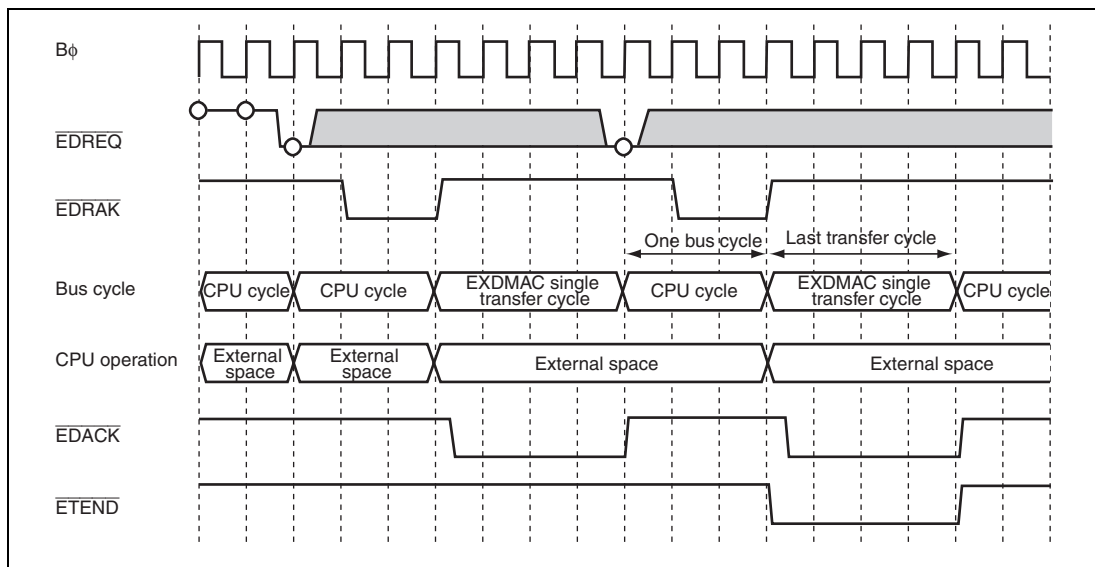 Bϕ
EDREQ
EDRAK
One bus cycle
Last transfer cycle
Bus cycle
CPU cycle
CPU cycle
EXDMAC single
transfer cycle
CPU cycle
EXDMAC single
transfer cycle
CPU cycle
CPU operation
External
space
External
space
External space
External space
EDACK
ETEND